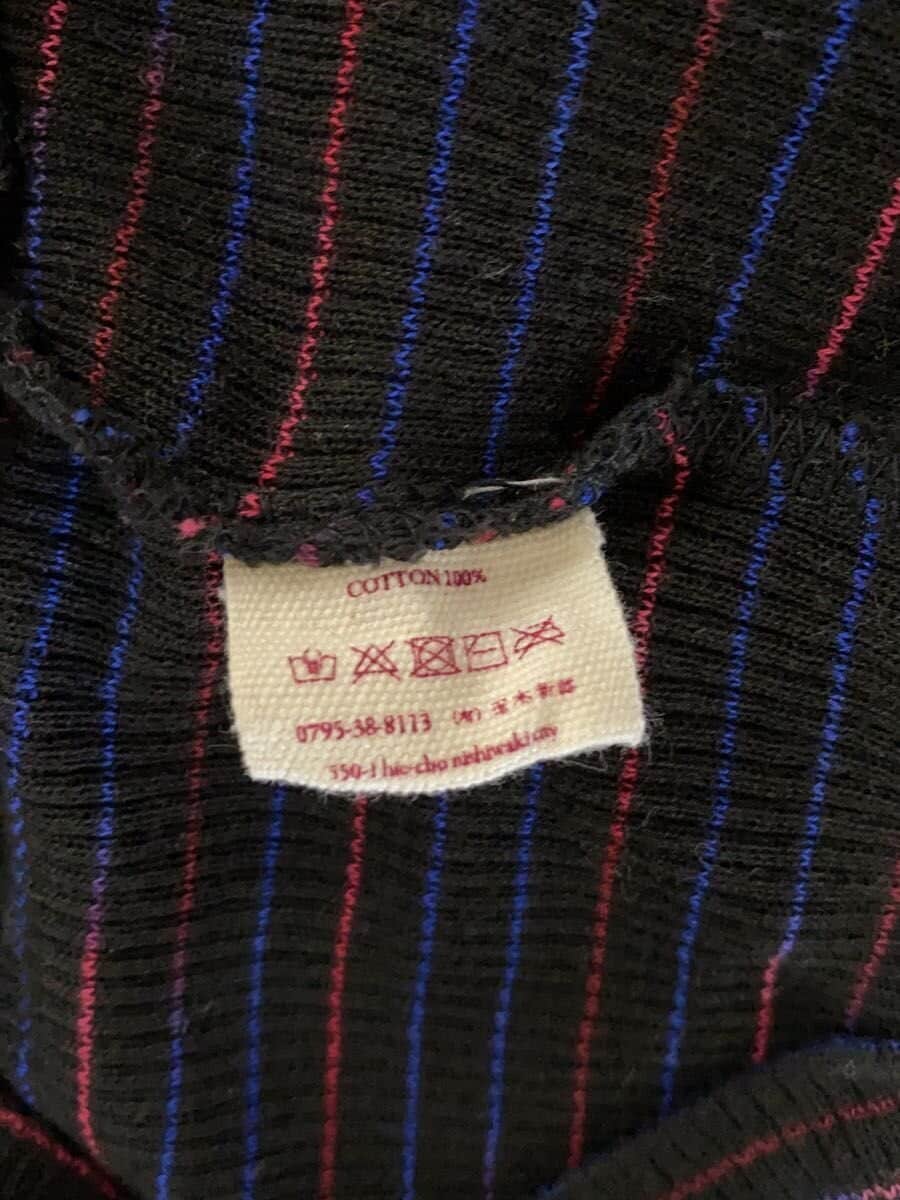 COTTON 100%
0795-38-8113 (有) 玉木新雌
550-1 hie-cho nishiwaki city